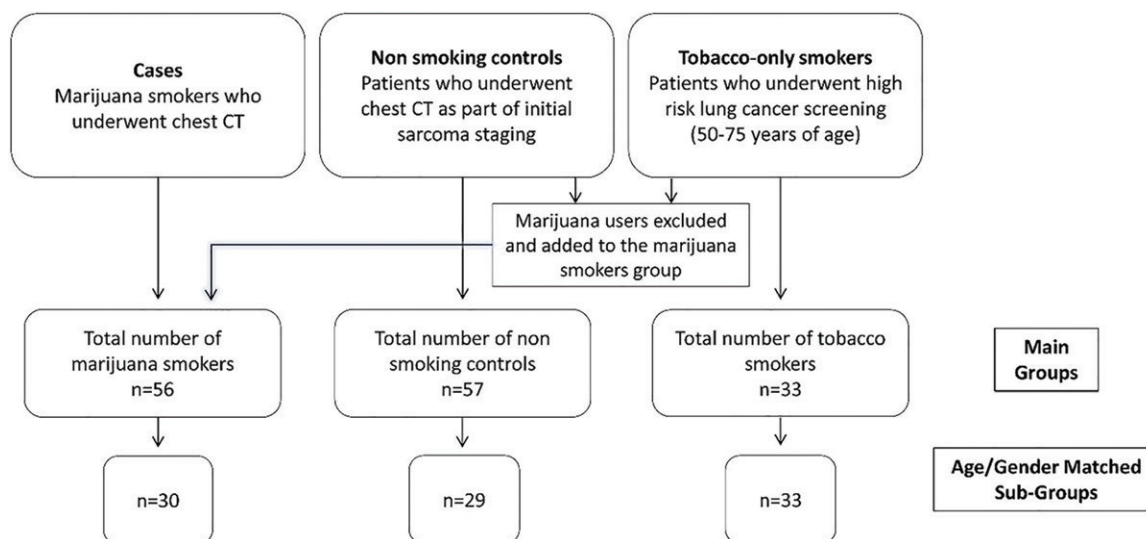 Cases
Marijuana smokers who
underwent chest CT
Non smoking controls
Patients who underwent
chest CT as part of initial
sarcoma staging
Tobacco-only smokers
Patients who underwent high
risk lung cancer screening
(50-75 years of age)
Marijuana users excluded
and added to the marijuana
smokers group
Total number of
marijuana smokers
n=56
Total number of non
smoking controls
n=57
Total number of tobacco
smokers
n=33
Main
Groups
n=30
n=29
n=33
Age/Gender Matched
Sub-Groups